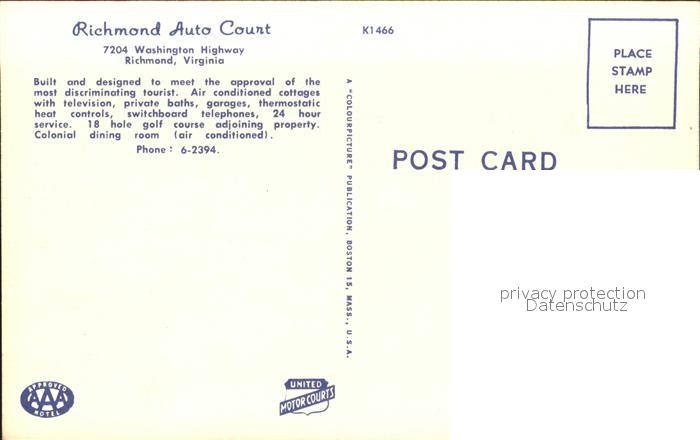 Richmond Auto Court
7204 Washington Highway
Richmond, Virginia
Built and designed to meet the approval of the
most discriminating tourist. Air conditioned cottages
with television, private baths, garages, thermostatic
heat controls, switchboard telephones, 24 hour
service. 18 hole golf course adjoining property.
Colonial dining room (air conditioned).
Phone: 6-2394.
APPROVED
AAA
MOTEL
UNITED
MOTOR COURTS
A "COLOURPICTURE" PUBLICATION, BOSTON 15, MASS., U.S.A.
K1466
PLACE
STAMP
HERE
POST CARD
privacy protection
Datenschutz